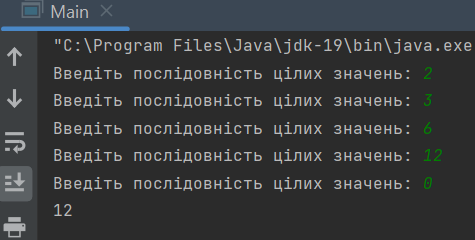 Main
"C:\Program Files\Java\jdk-19\bin\java.exe
Введіть послідовність цілих значень: 2
Введіть послідовність цілих значень: 3
Введіть послідовність цілих значень: 6
Введіть послідовність цілих значень: 12
Введіть послідовність цілих значень: 0
12